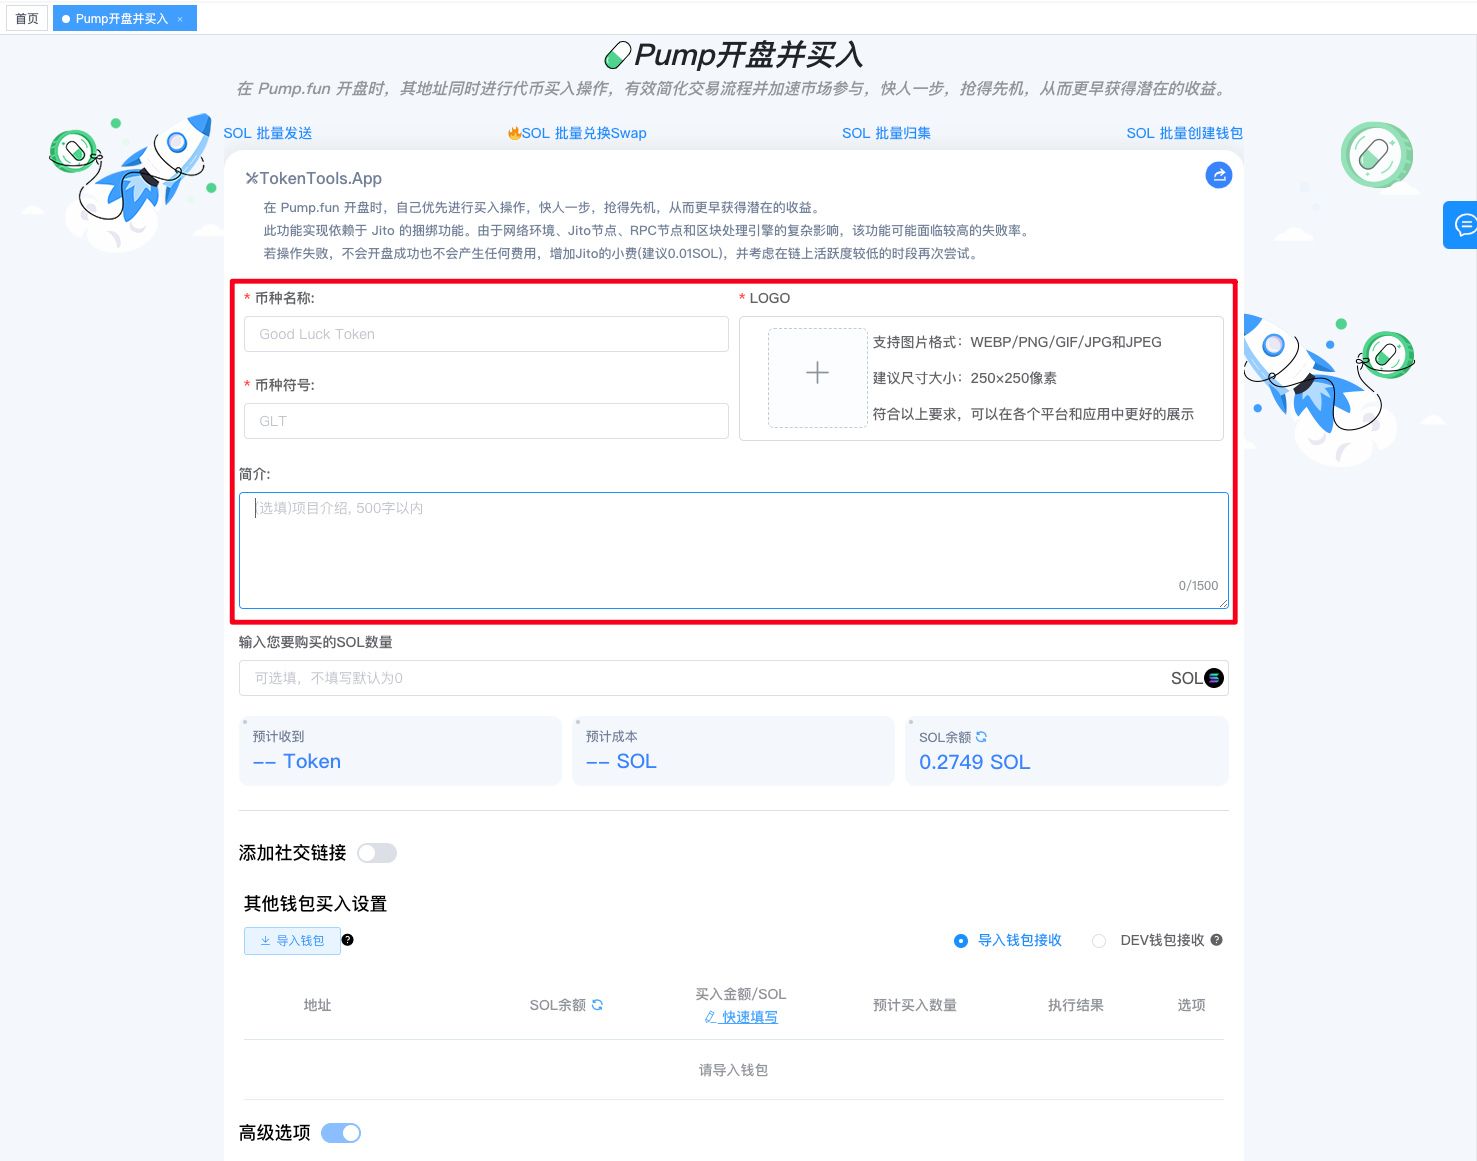 首页
Pump开盘并买入 ×
Pump开盘并买入
在 Pump.fun 开盘时，其地址同时进行代币买入操作，有效简化交易流程并加速市场参与，快人一步，抢得先机，从而更早获得潜在的收益。
SOL 批量发送
SOL 批量兑换Swap
SOL 批量归集
SOL 批量创建钱包
TokenTools.App
在 Pump.fun 开盘时，自己优先进行买入操作，快人一步，抢得先机，从而更早获得潜在的收益。
此功能实现依赖于 Jito 的捆绑功能。由于网络环境、Jito节点、RPC节点和区块处理引擎的复杂影响，该功能可能面临较高的失败率。
若操作失败，不会开盘成功也不会产生任何费用，增加Jito的小费(建议0.01SOL)，并考虑在链上活跃度较低的时段再次尝试。
* 币种名称:
Good Luck Token
* LOGO
支持图片格式：WEBP/PNG/GIF/JPG和JPEG
建议尺寸大小：250×250像素
符合以上要求，可以在各个平台和应用中更好的展示
* 币种符号:
GLT
简介:
(选填)项目介绍, 500字以内
0/1500
输入您要购买的SOL数量
可选填，不填写默认为0
SOL
预计收到
-- Token
预计成本
-- SOL
SOL余额
0.2749 SOL
添加社交链接
其他钱包买入设置
导入钱包 ?
导入钱包接收
DEV钱包接收 ?
地址
SOL余额
买入金额/SOL
快速填写
预计买入数量
执行结果
选项
请导入钱包
高级选项